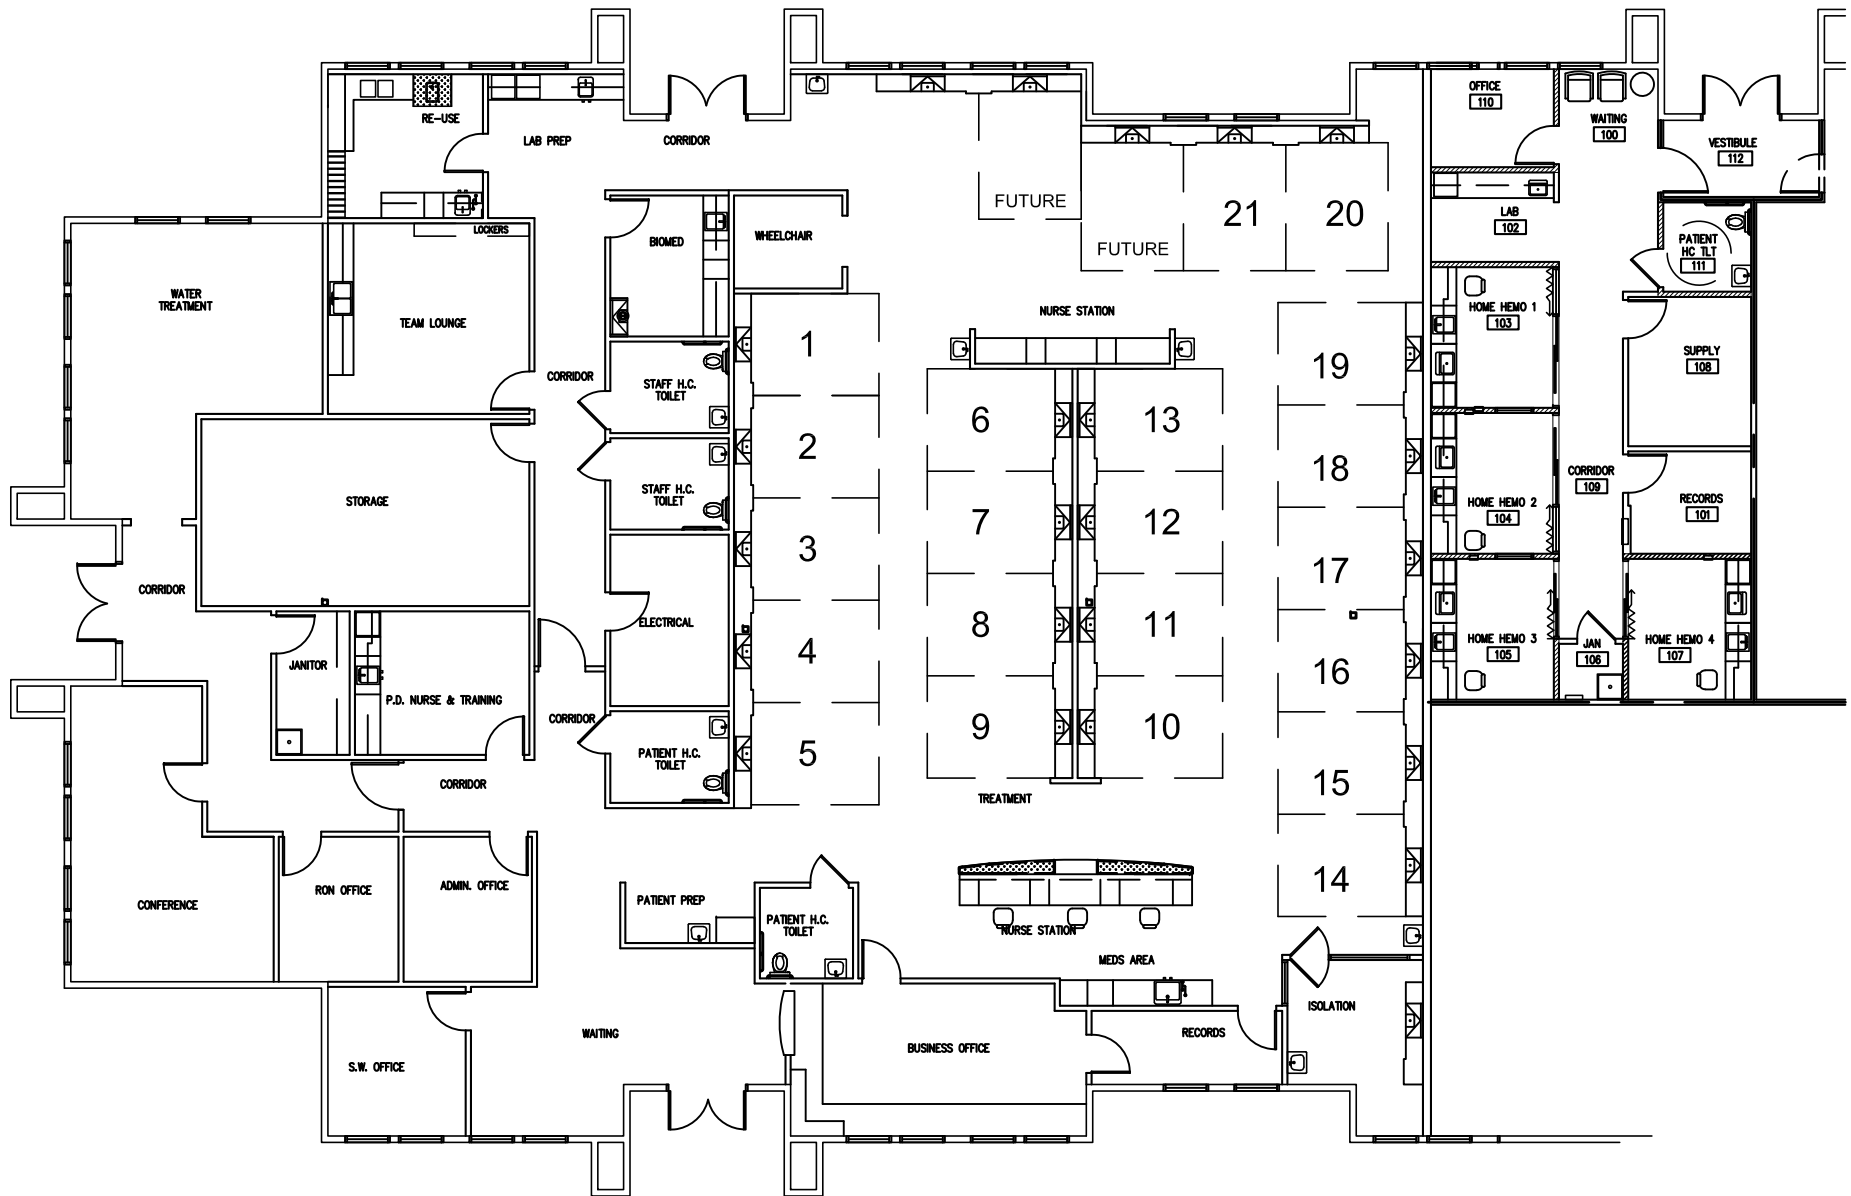 OFFICE
110
RE-USE
WAITING
100
LAB PREP
CORRIDOR
VESTIBULE
112
FUTURE
21
20
LAB
102
LOCKERS
BIOMED
WHEELCHAIR
FUTURE
PATIENT
HC TLT
111
WATER
TREATMENT
TEAM LOUNGE
NURSE STATION
HOME HEMO 1
103
1
SUPPLY
108
CORRIDOR
STAFF H.C.
TOILET
19
6
13
2
18
STORAGE
STAFF H.C.
TOILET
CORRIDOR
109
HOME HEMO 2
104
RECORDS
101
7
12
3
17
CORRIDOR
ELECTRICAL
8
11
4
16
HOME HEMO 3
105
JAN
106
HOME HEMO 4
107
JANITOR
P.D. NURSE & TRAINING
CORRIDOR
9
10
PATIENT H.C.
TOILET
5
15
CORRIDOR
TREATMENT
CONFERENCE
RON OFFICE
ADMIN. OFFICE
PATIENT PREP
PATIENT H.C.
TOILET
14
NURSE STATION
MEDS AREA
ISOLATION
WAITING
RECORDS
BUSINESS OFFICE
S.W. OFFICE